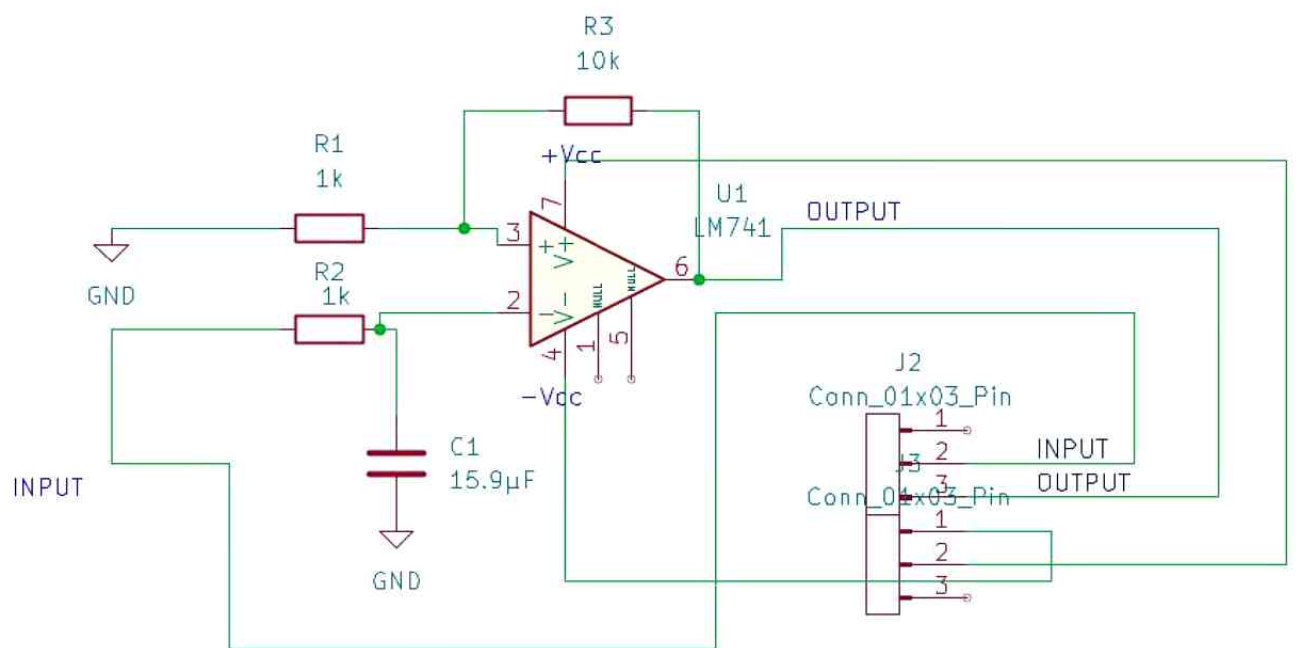 R3
10k
R1
1k
+Vcc
7
U1
LM741
OUTPUT
3
+
V+
6
GND
R2
1k
2
V-
NULL
NULL
4
1
5
-Vcc
J2
Conn_01x03_Pin
1
C1
15.9µF
2
INPUT
J3
INPUT
3
OUTPUT
Conn_01x03_Pin
1
2
GND
3